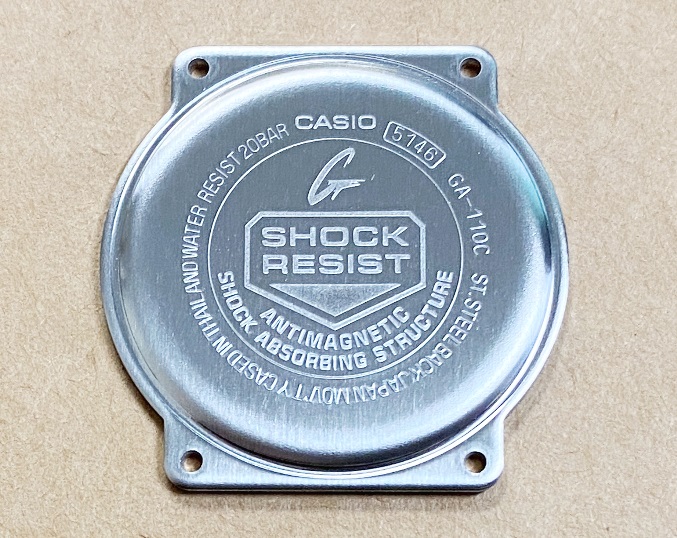 CASIO 5146 GA-110C ST.STEEL BACK JAPAN MOV'TY CASED IN THAILAND WATER RESIST 20BAR
G
SHOCK
RESIST
ANTIMAGNETIC
SHOCK ABSORBING STRUCTURE